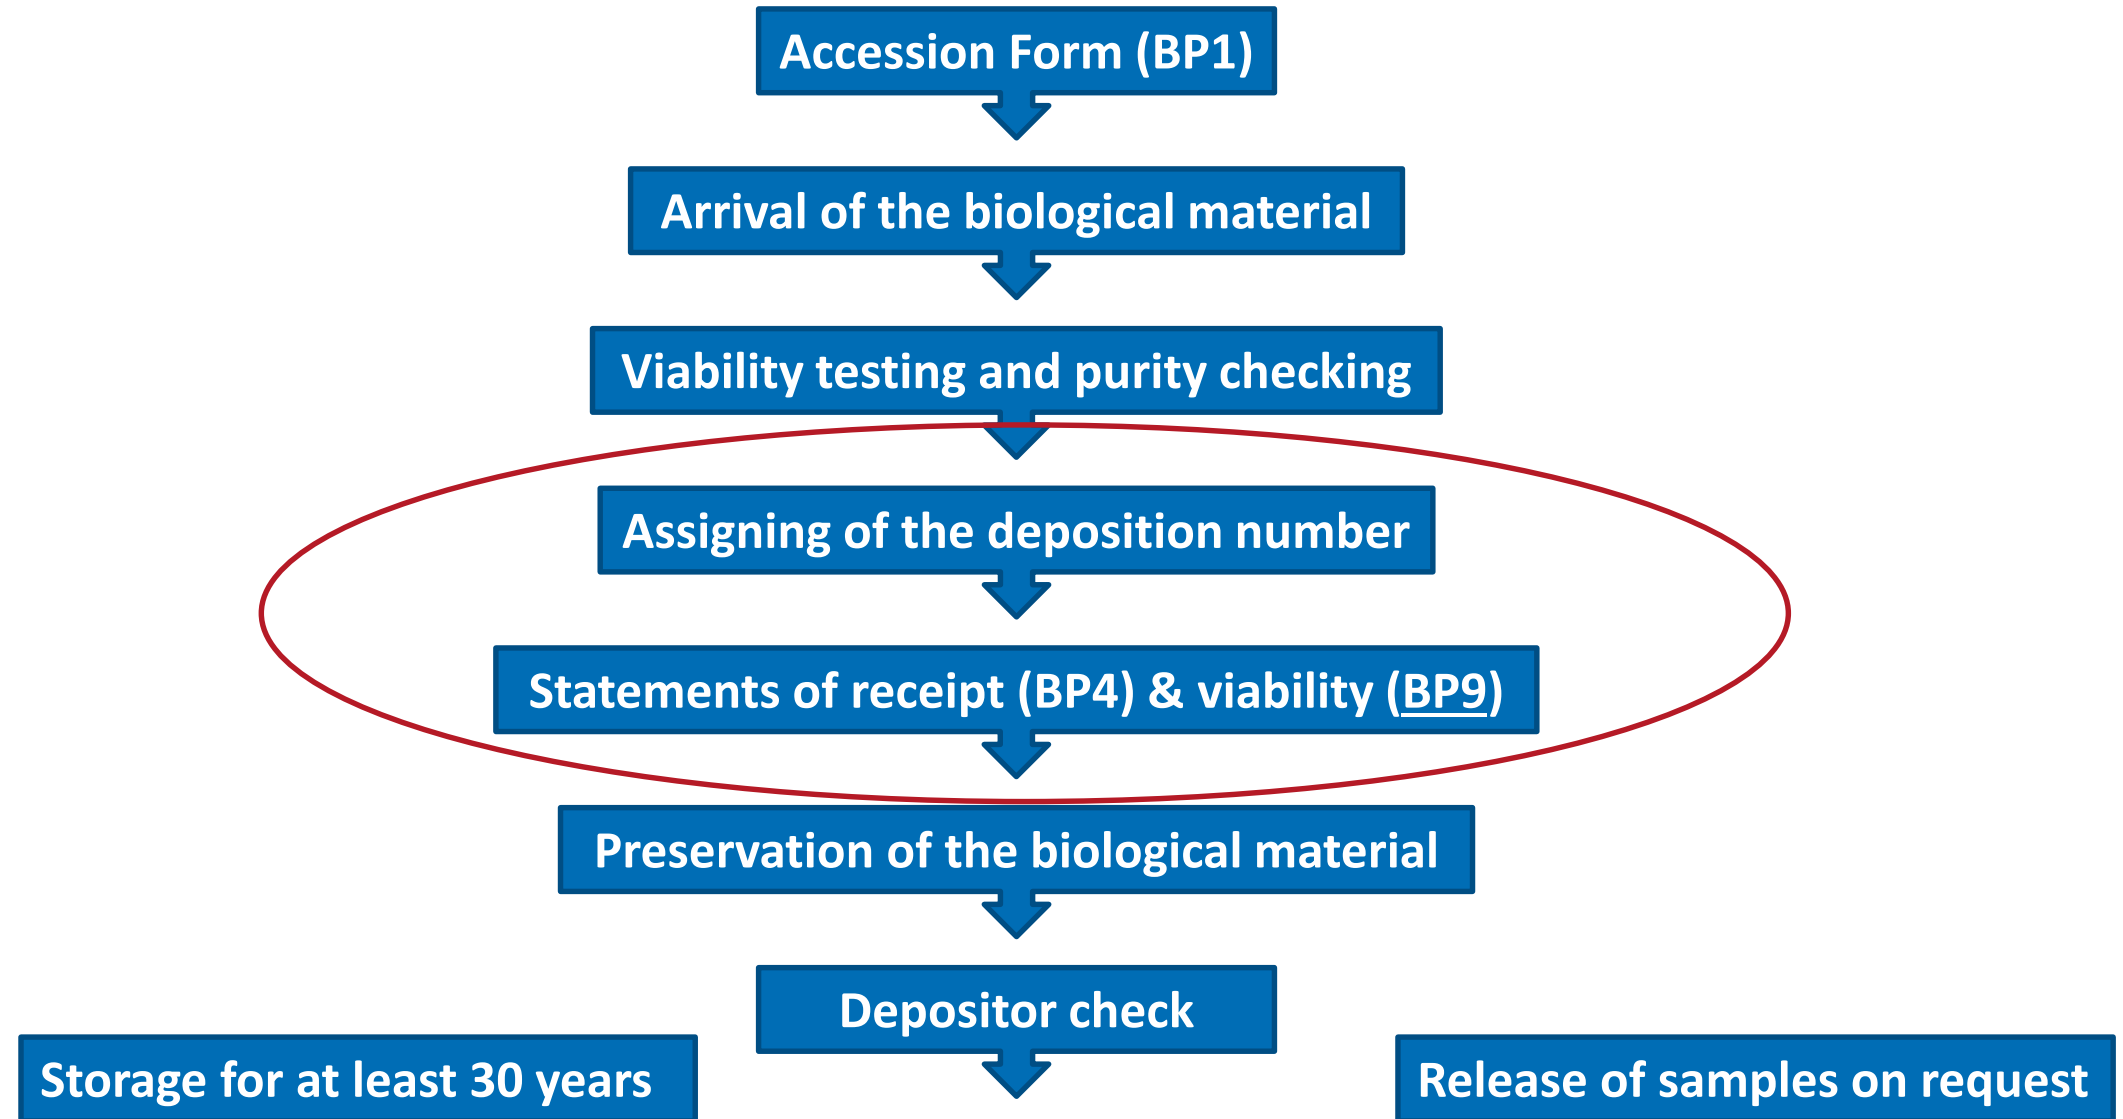 Accession Form (BP1)
Arrival of the biological material
Viability testing and purity checking
Assigning of the deposition number
Statements of receipt (BP4) & viability (BP9)
Preservation of the biological material
Depositor check
Storage for at least 30 years
Release of samples on request